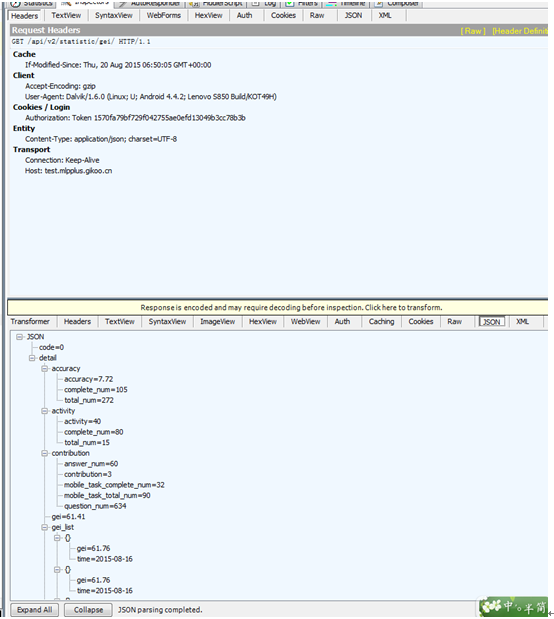 Statistics Inspectors AutoResponder FiddlerScript Log Filters Timeline Composer
Headers TextView SyntaxView WebForms HexView Auth Cookies Raw JSON XML
Request Headers [ Raw ] [Header Definitions
GET /api/v2/statistic/gei/ HTTP/1.1
Cache
If-Modified-Since: Thu, 20 Aug 2015 06:50:05 GMT+00:00
Client
Accept-Encoding: gzip
User-Agent: Dalvik/1.6.0 (Linux; U; Android 4.4.2; Lenovo S850 Build/KOT49H)
Cookies / Login
Authorization: Token 1570fa79bf729f042755ae0efd13049b3cc78b3b
Entity
Content-Type: application/json; charset=UTF-8
Transport
Connection: Keep-Alive
Host: test.mlpplus.gikoo.cn
Response is encoded and may require decoding before inspection. Click here to transform.
Transformer Headers TextView SyntaxView ImageView HexView WebView Auth Caching Cookies Raw JSON XML
JSON
code=0
detail
accuracy
accuracy=7.72
complete_num=105
total_num=272
activity
activity=40
complete_num=80
total_num=15
contribution
answer_num=60
contribution=3
mobile_task_complete_num=32
mobile_task_total_num=90
question_num=634
gei=61.41
gei_list
{}
gei=61.76
time=2015-08-16
{}
gei=61.76
time=2015-08-16
{}
Expand All Collapse JSON parsing completed.
中 半 简